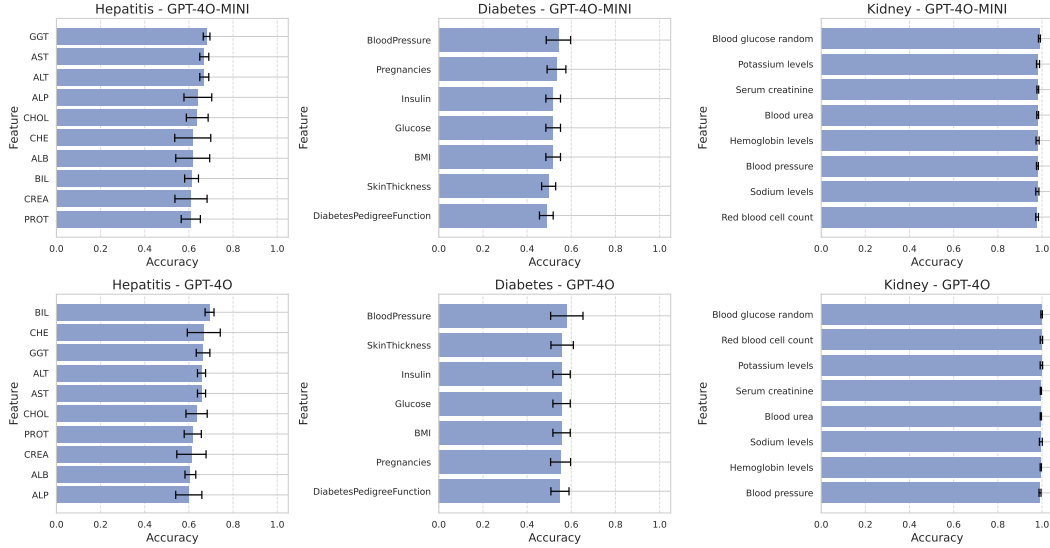 Hepatitis - GPT-4O-MINI
Feature
GGT
AST
ALT
ALP
CHOL
CHE
ALB
BIL
CREA
PROT
0.0 0.2 0.4 0.6 0.8 1.0
Accuracy
Diabetes - GPT-4O-MINI
Feature
BloodPressure
Pregnancies
Insulin
Glucose
BMI
SkinThickness
DiabetesPedigreeFunction
0.0 0.2 0.4 0.6 0.8 1.0
Accuracy
Kidney - GPT-4O-MINI
Feature
Blood glucose random
Potassium levels
Serum creatinine
Blood urea
Hemoglobin levels
Blood pressure
Sodium levels
Red blood cell count
0.0 0.2 0.4 0.6 0.8 1.0
Accuracy
Hepatitis - GPT-4O
Feature
BIL
CHE
GGT
ALT
AST
CHOL
PROT
CREA
ALB
ALP
0.0 0.2 0.4 0.6 0.8 1.0
Accuracy
Diabetes - GPT-4O
Feature
BloodPressure
SkinThickness
Insulin
Glucose
BMI
Pregnancies
DiabetesPedigreeFunction
0.0 0.2 0.4 0.6 0.8 1.0
Accuracy
Kidney - GPT-4O
Feature
Blood glucose random
Red blood cell count
Potassium levels
Serum creatinine
Blood urea
Sodium levels
Hemoglobin levels
Blood pressure
0.0 0.2 0.4 0.6 0.8 1.0
Accuracy